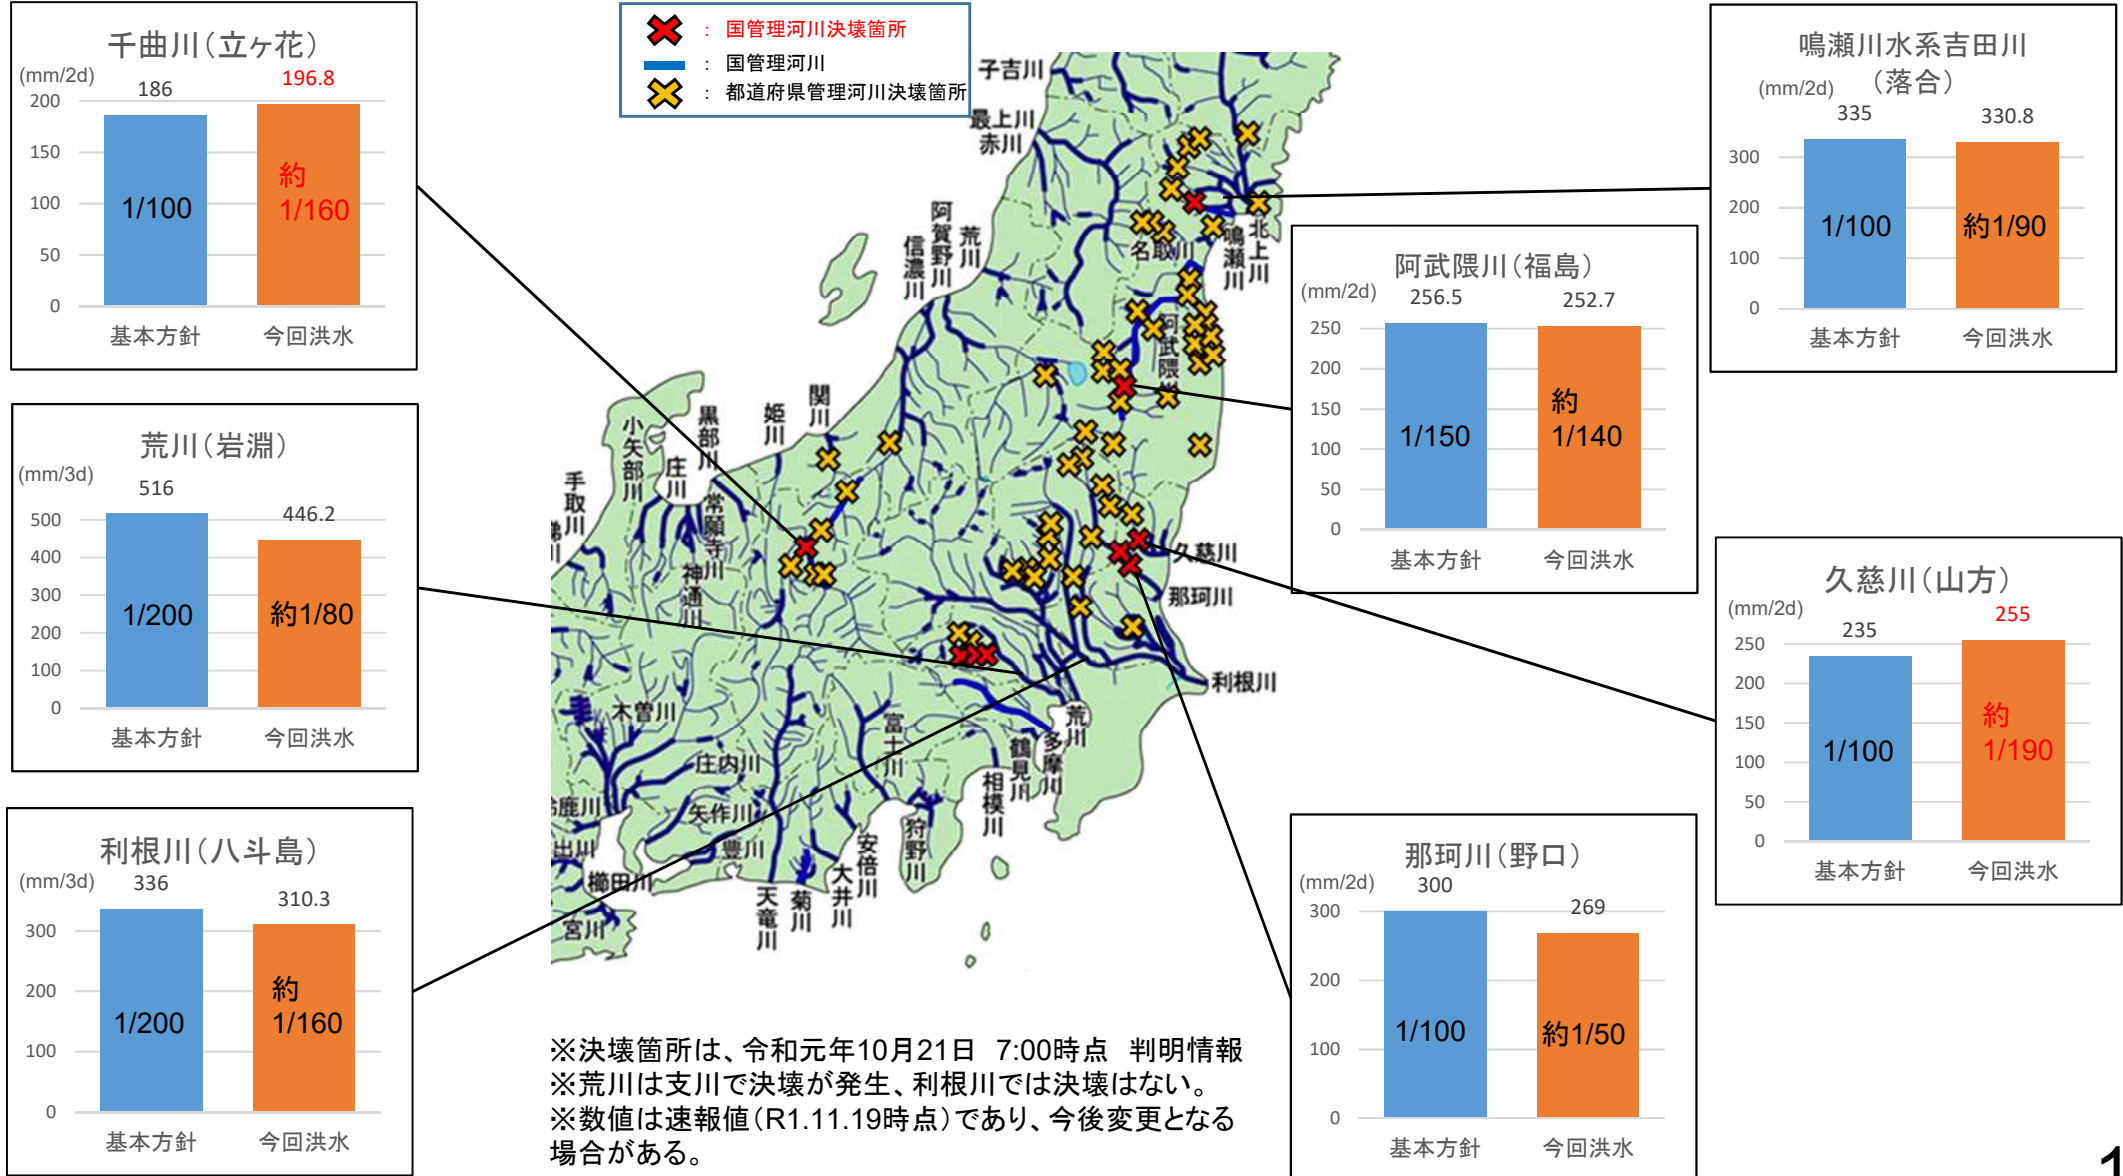 千曲川（立ヶ花）
(mm/2d)
186
196.8
200
150
100
50
0
1/100
約
1/160
基本方針
今回洪水
荒川（岩淵）
(mm/3d)
516
446.2
500
400
300
200
100
0
1/200
約1/80
基本方針
今回洪水
利根川（八斗島）
(mm/3d)
336
310.3
300
200
100
0
1/200
約
1/160
基本方針
今回洪水
： 国管理河川決壊箇所
： 国管理河川
： 都道府県管理河川決壊箇所
子吉川
最上川
赤川
荒川
阿賀野川
信濃川
関川
姫川
黒部川
常願寺川
神通川
庄川
小矢部川
手取川
北上川
鳴瀬川
名取川
阿武隈川
久慈川
那珂川
利根川
荒川
多摩川
鶴見川
相模川
富士川
狩野川
安倍川
大井川
菊川
天竜川
豊川
矢作川
庄内川
木曽川
鹿川
出川
櫛田川
宮川
鳴瀬川水系吉田川
（落合）
(mm/2d)
335
330.8
300
200
100
0
1/100
約1/90
基本方針
今回洪水
阿武隈川（福島）
(mm/2d)
256.5
252.7
250
200
150
100
50
0
1/150
約
1/140
基本方針
今回洪水
久慈川（山方）
(mm/2d)
235
255
250
200
150
100
50
0
1/100
約
1/190
基本方針
今回洪水
那珂川（野口）
(mm/2d)
300
269
300
200
100
0
1/100
約1/50
基本方針
今回洪水
※決壊箇所は、令和元年10月21日 7:00時点 判明情報
※荒川は支川で決壊が発生、利根川では決壊はない。
※数値は速報値（R1.11.19時点）であり、今後変更となる
場合がある。